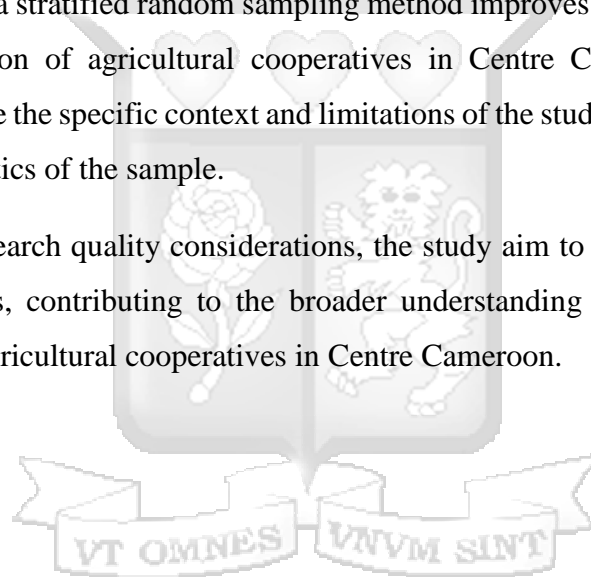 a stratified random sampling method improves
on of agricultural cooperatives in Centre C
e the specific context and limitations of the stud
tics of the sample.
earch quality considerations, the study aim to
s, contributing to the broader understanding
gricultural cooperatives in Centre Cameroon.
VT OMNES VNVM SINT